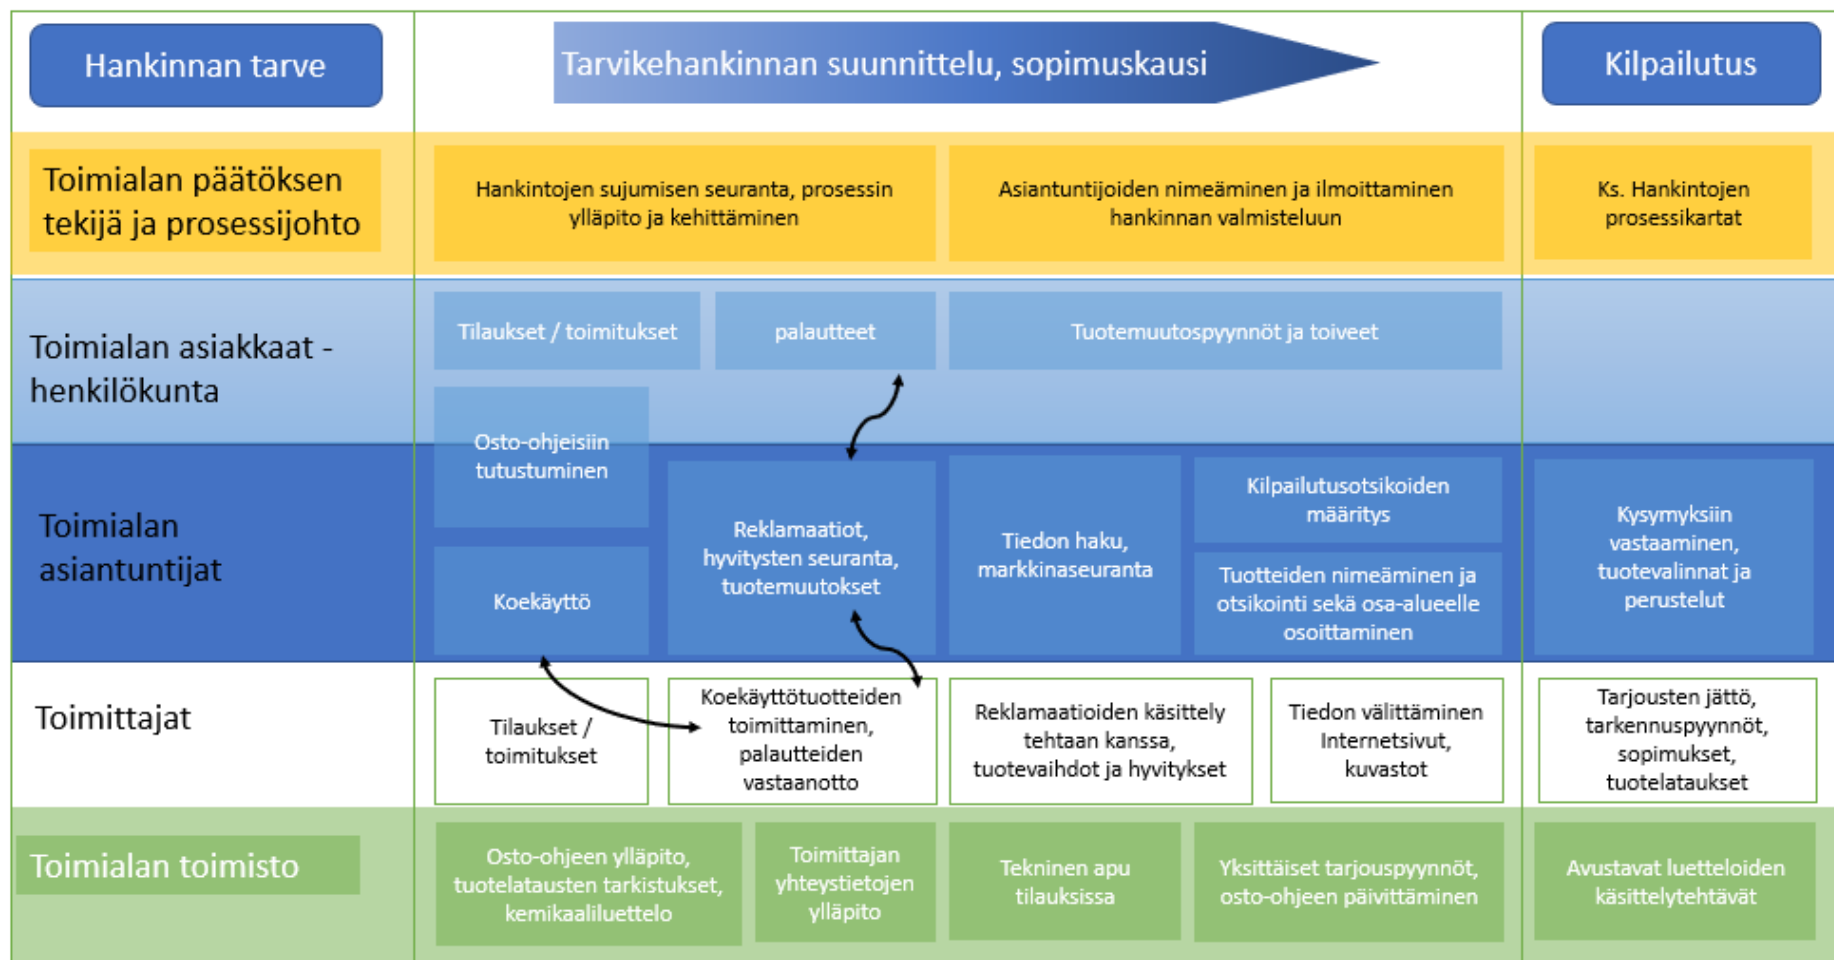 Hankinnan tarve
Tarvikehankinnan suunnittelu, sopimuskausi
Kilpailutus
Toimialan päätöksen
tekijä ja prosessijohto
Hankintojen sujumisen seuranta, prosessin
ylläpito ja kehittäminen
Asiantuntijoiden nimeäminen ja ilmoittaminen
hankinnan valmisteluun
Ks. Hankintojen
prosessikartat
Toimialan asiakkaat -
henkilökunta
Tilaukset / toimitukset
palautteet
Tuotemuutospyynnöt ja toiveet
Osto-ohjeisiin
tutustuminen
Toimialan
asiantuntijat
Koekäyttö
Reklamaatiot,
hyvitysten seuranta,
tuotemuutokset
Tiedon haku,
markkinaseuranta
Kilpailutusotsikoiden
määritys
Tuotteiden nimeäminen ja
otsikointi sekä osa-alueelle
osoittaminen
Kysymyksiin
vastaaminen,
tuotevalinnat ja
perustelut
Toimittajat
Tilaukset /
toimitukset
Koekäyttötuotteiden
toimittaminen,
palautteiden
vastaanotto
Reklamaatioiden käsittely
tehtaan kanssa,
tuotevaihdot ja hyvitykset
Tiedon välittäminen
Internetsivut,
kuvastot
Tarjousten jättö,
tarkennuspyynnöt,
sopimukset,
tuotelataukset
Toimialan toimisto
Osto-ohjeen ylläpito,
tuotelatausten tarkistukset,
kemikaaliluettelo
Toimittajan
yhteystietojen
ylläpito
Tekninen apu
tilauksissa
Yksittäiset tarjouspyynnöt,
osto-ohjeen päivittäminen
Avustavat luetteloiden
käsittelytehtävät